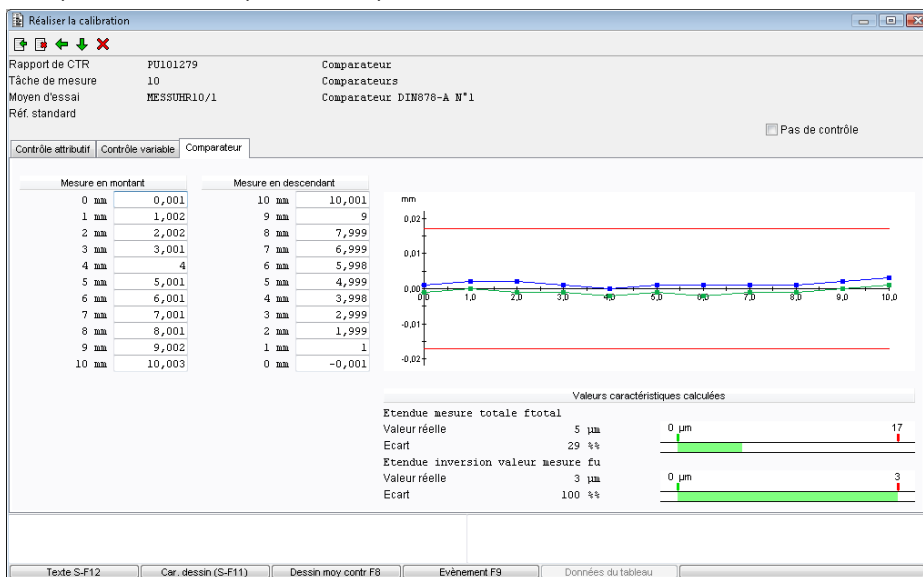 Réaliser la calibration
Rapport de CTR PU101279 Comparateur
Tâche de mesure 10 Comparateurs
Moyen d'essai MESSUHR10/1 Comparateur DIN878-A N°1
Réf. standard
Pas de contrôle
Contrôle attributif Contrôle variable Comparateur
Mesure en montant Mesure en descendant
0 mm 0,001 10 mm 10,001
1 mm 1,002 9 mm 9
2 mm 2,002 8 mm 7,999
3 mm 3,001 7 mm 6,999
4 mm 4 6 mm 5,998
5 mm 5,001 5 mm 4,999
6 mm 6,001 4 mm 3,998
7 mm 7,001 3 mm 2,999
8 mm 8,001 2 mm 1,999
9 mm 9,002 1 mm 1
10 mm 10,003 0 mm -0,001
mm
0,02
0,01
0,00
-0,01
-0,02
0,0 1,0 2,0 3,0 4,0 5,0 6,0 7,0 8,0 9,0 10,0
Valeurs caractéristiques calculées
Etendue mesure totale ftotal
Valeur réelle 5 µm 0 µm 17
Ecart 29 %%
Etendue inversion valeur mesure fu
Valeur réelle 3 µm 0 µm 3
Ecart 100 %%
Texte S-F12 Car. dessin (S-F11) Dessin moy contr F8 Evènement F9 Données du tableau